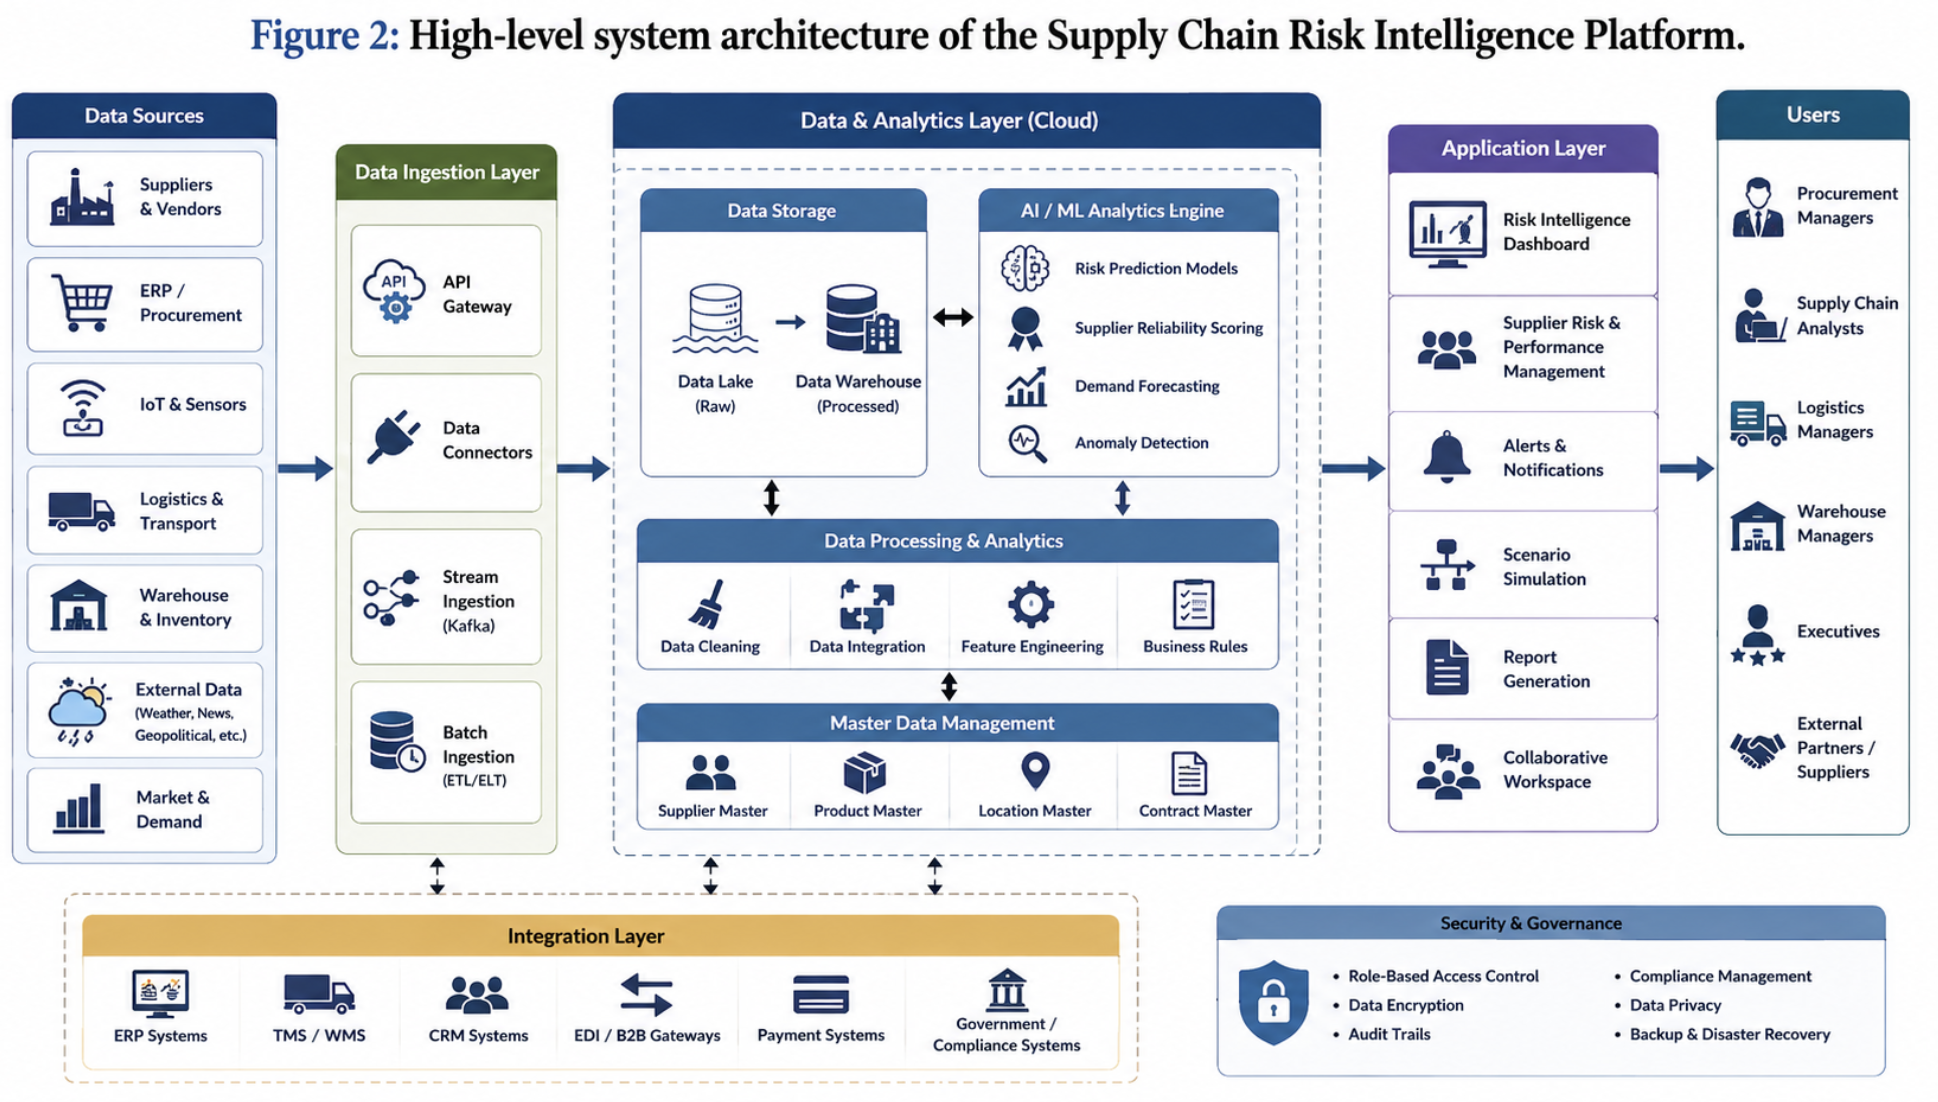 Figure 2: High-level system architecture of the Supply Chain Risk Intelligence Platform.
Data Sources
Suppliers
& Vendors
ERP /
Procurement
IoT & Sensors
Logistics &
Transport
Warehouse
& Inventory
External Data
(Weather, News,
Geopolitical, etc.)
Market &
Demand
Data Ingestion Layer
API
API
Gateway
Data
Connectors
Stream
Ingestion
(Kafka)
Batch
Ingestion
(ETL/ELT)
Data & Analytics Layer (Cloud)
Data Storage
Data Lake
(Raw)
Data Warehouse
(Processed)
AI / ML Analytics Engine
Risk Prediction Models
Supplier Reliability Scoring
Demand Forecasting
Anomaly Detection
Data Processing & Analytics
Data Cleaning
Data Integration
Feature Engineering
Business Rules
Master Data Management
Supplier Master
Product Master
Location Master
Contract Master
Application Layer
Risk Intelligence
Dashboard
Supplier Risk &
Performance
Management
Alerts &
Notifications
Scenario
Simulation
Report
Generation
Collaborative
Workspace
Users
Procurement
Managers
Supply Chain
Analysts
Logistics
Managers
Warehouse
Managers
Executives
External
Partners /
Suppliers
Integration Layer
ERP Systems
TMS / WMS
CRM Systems
EDI / B2B Gateways
Payment Systems
Government /
Compliance Systems
Security & Governance
• Role-Based Access Control
• Data Encryption
• Audit Trails
• Compliance Management
• Data Privacy
• Backup & Disaster Recovery